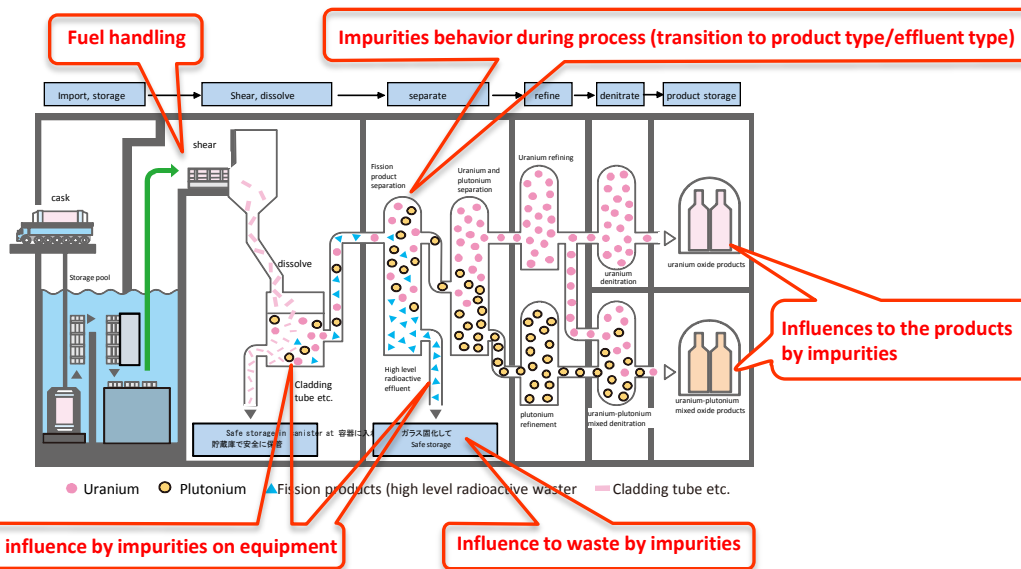 Fuel handling
Impurities behavior during process (transition to product type/effluent type)
Import, storage
Shear, dissolve
separate
refine
denitrate
product storage
shear
cask
Storage pool
dissolve
Cladding
tube etc.
Fission
product
separation
Uranium and
plutonium
separation
Uranium refining
uranium
denitration
uranium oxide products
Influences to the products
by impurities
High level
radioactive
effluent
plutonium
refinement
uranium-plutonium
mixed denitration
uranium-plutonium
mixed oxide products
Safe storage in canister at 容器に入
貯蔵庫で安全に保管
ガラス固化して
Safe storage
Uranium
Plutonium
Fission products (high level radioactive waster
Cladding tube etc.
influence by impurities on equipment
Influence to waste by impurities